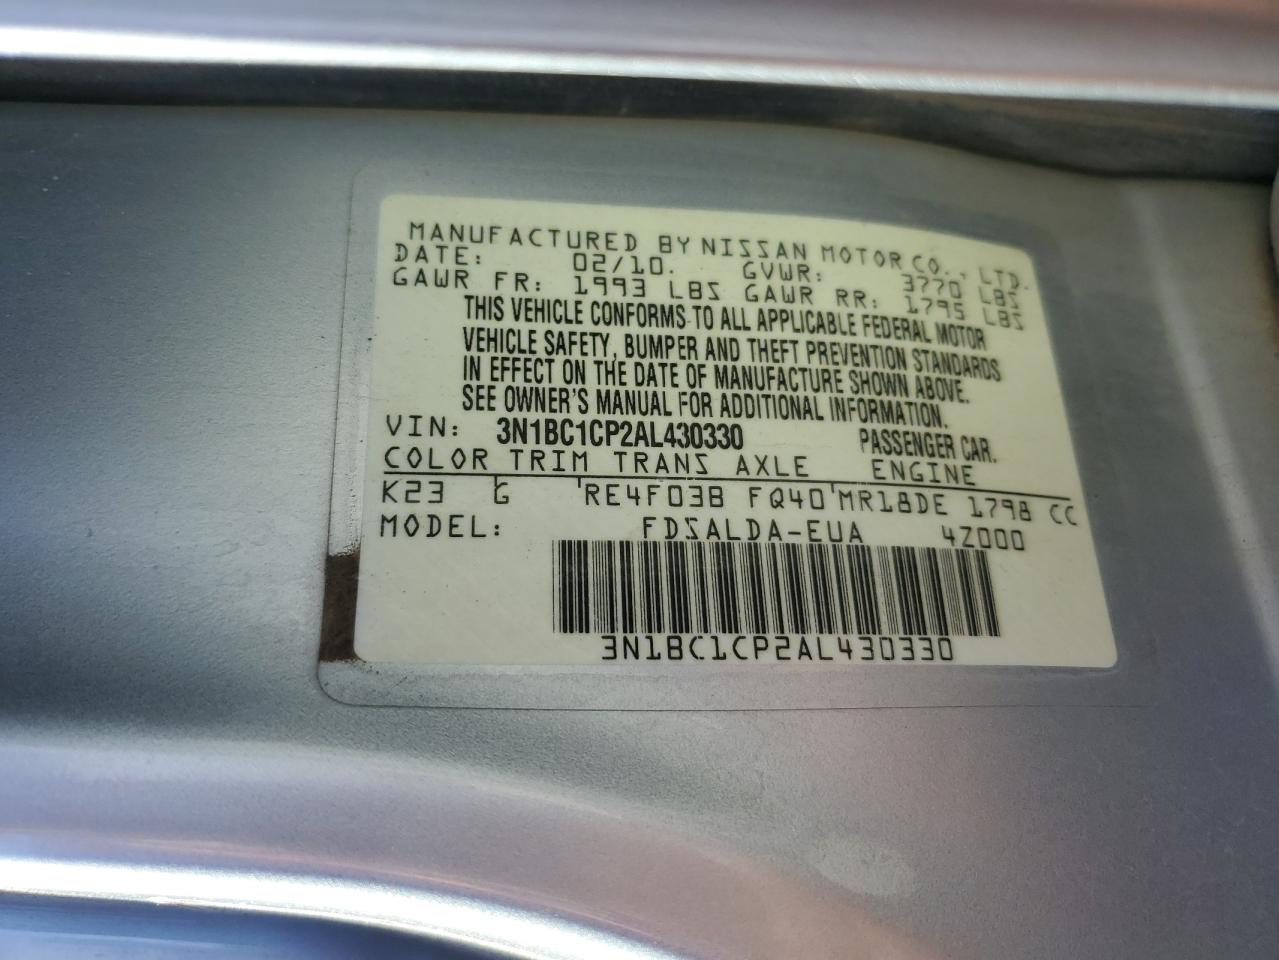 MANUFACTURED BY NISSAN MOTOR CO., LTD.
DATE: 02/10. GVWR: 3770 LBS
GAWR FR: 1993 LBS GAWR RR: 1795 LBS
THIS VEHICLE CONFORMS TO ALL APPLICABLE FEDERAL MOTOR
VEHICLE SAFETY, BUMPER AND THEFT PREVENTION STANDARDS
IN EFFECT ON THE DATE OF MANUFACTURE SHOWN ABOVE.
SEE OWNER'S MANUAL FOR ADDITIONAL INFORMATION.
VIN: 3N1BC1CP2AL430330 PASSENGER CAR.
COLOR TRIM TRANS AXLE ENGINE
K23 G RE4F03B FQ40 MR18DE 1798 CC
MODEL: FDSALDA-EUA 4Z000
3N1BC1CP2AL430330